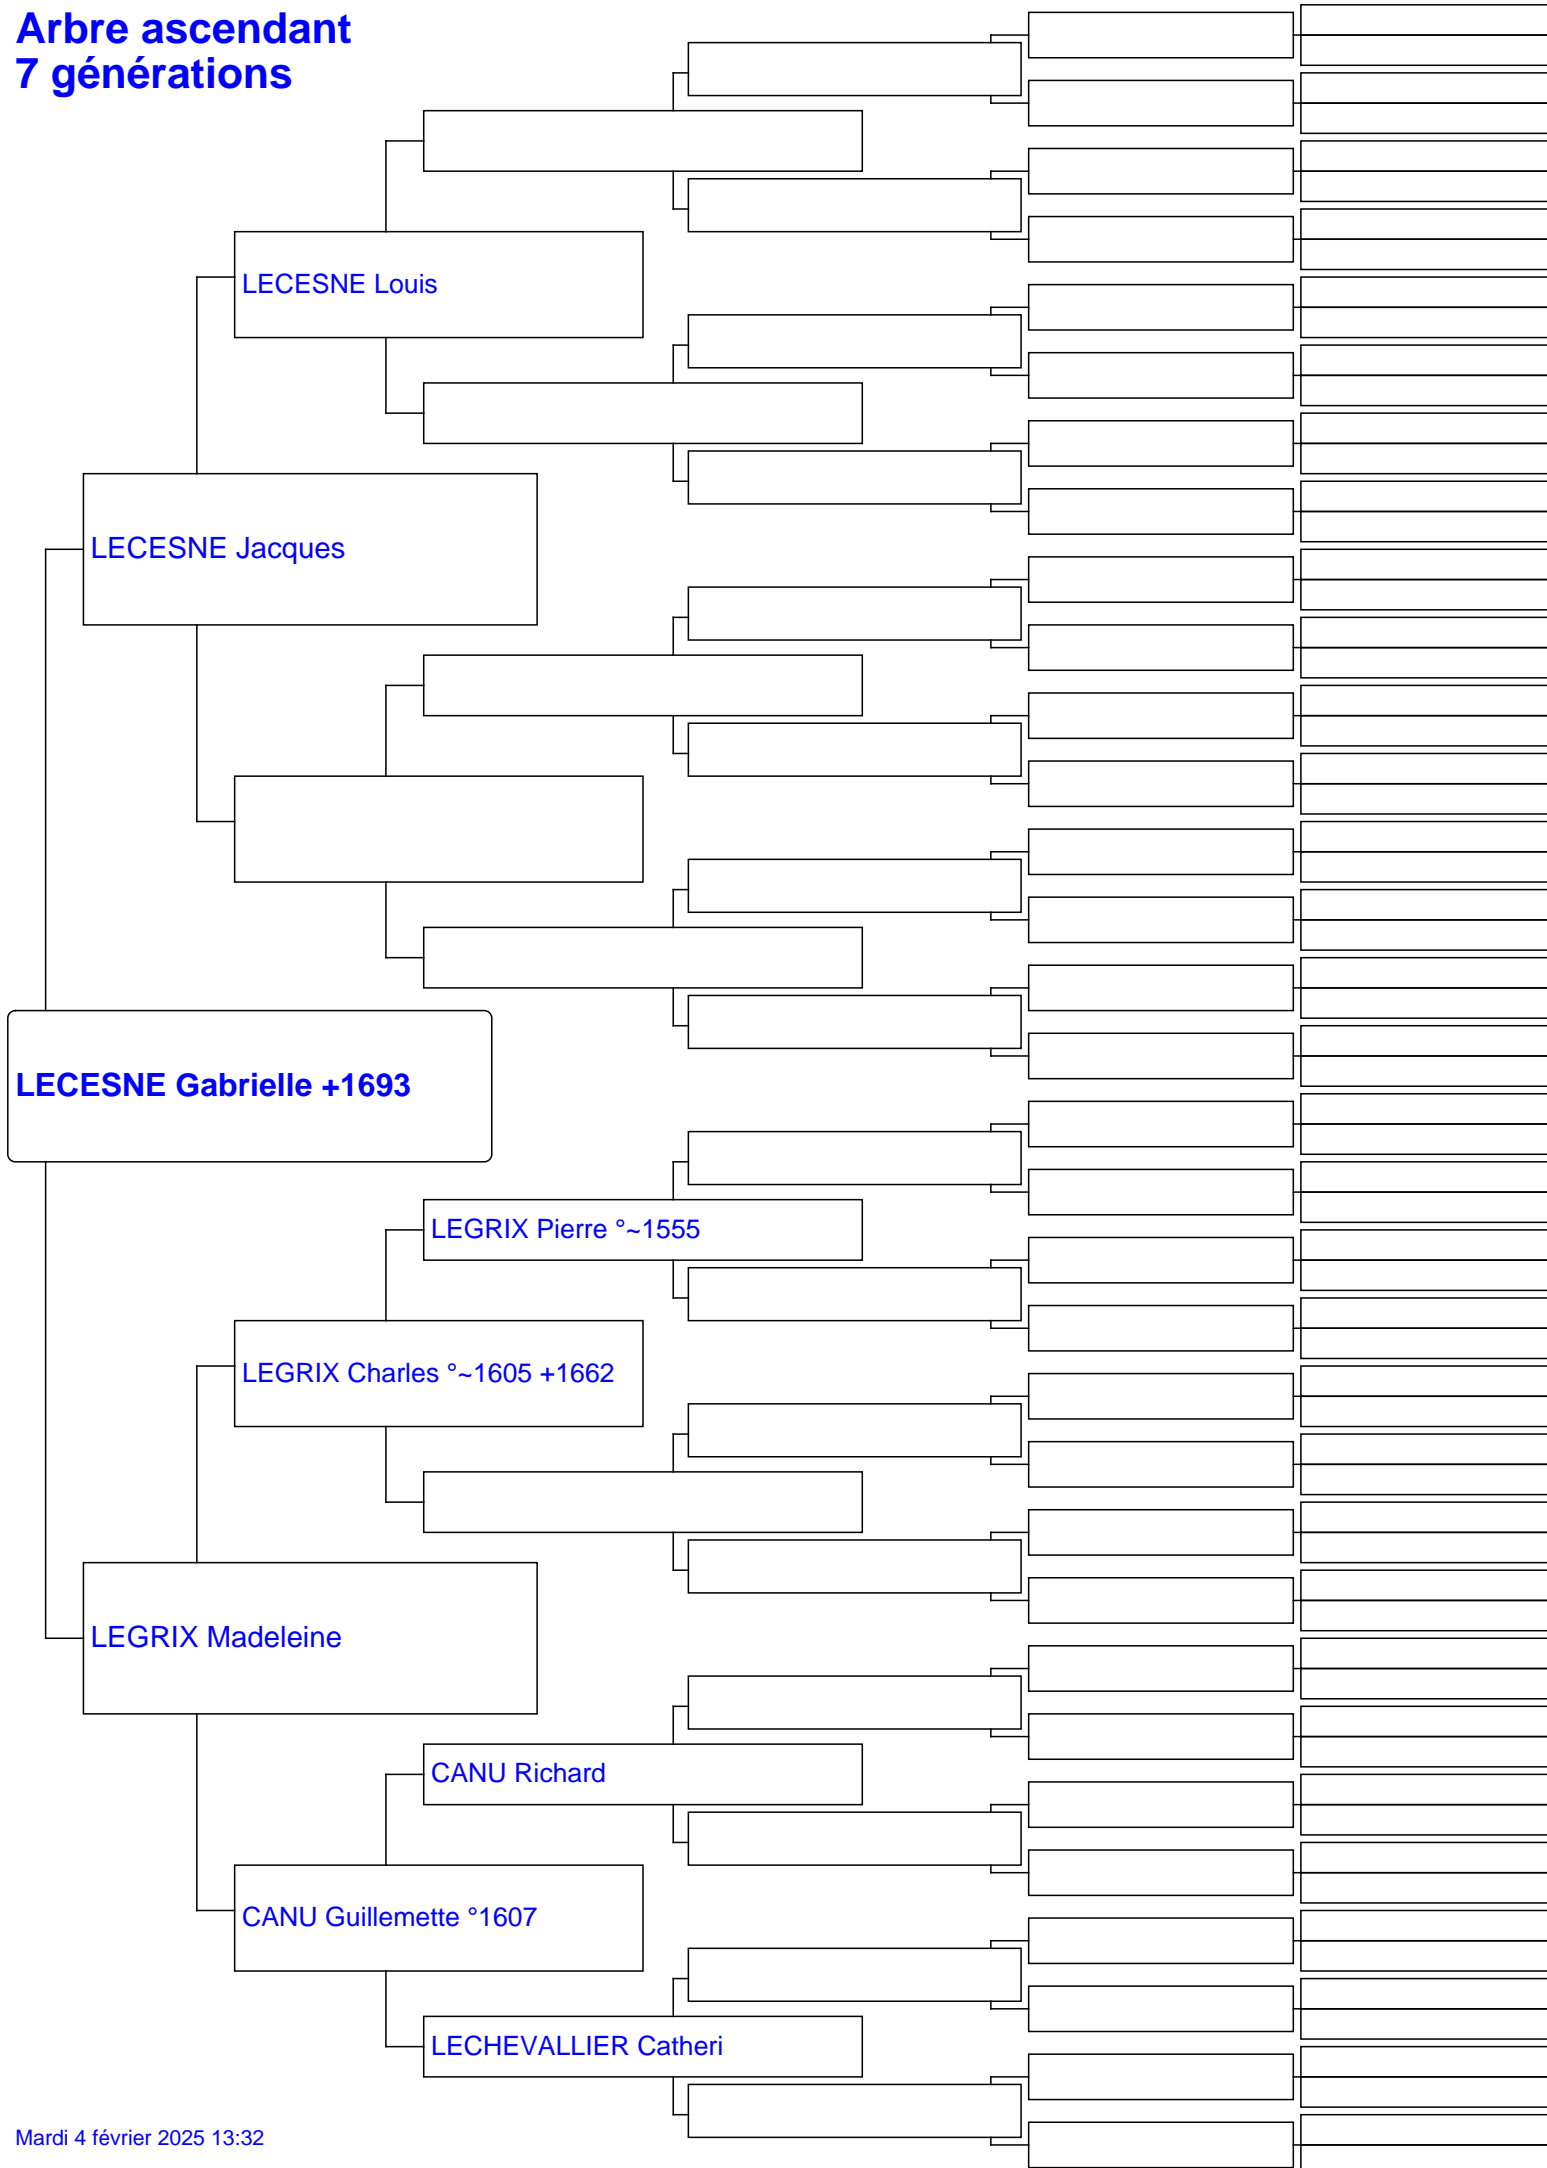 Arbre ascendant
7 générations
LECESNE Louis
LECESNE Jacques
LECESNE Gabrielle +1693
LEGRIX Pierre °~1555
LEGRIX Charles °~1605 +1662
LEGRIX Madeleine
CANU Richard
CANU Guillemette °1607
LECHEVALLIER Catheri
Mardi 4 février 2025 13:32